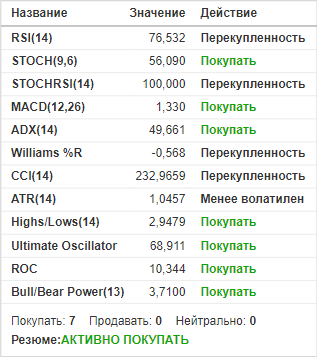 Название Значение Действие
RSI(14) 76,532 Перекупленность
STOCH(9,6) 56,090 Покупать
STOCHRSI(14) 100,000 Перекупленность
MACD(12,26) 1,330 Покупать
ADX(14) 49,661 Покупать
Williams %R -0,568 Перекупленность
CCI(14) 232,9659 Перекупленность
ATR(14) 1,0457 Менее волатилен
Highs/Lows(14) 2,9479 Покупать
Ultimate Oscillator 68,911 Покупать
ROC 10,344 Покупать
Bull/Bear Power(13) 3,7100 Покупать
Покупать: 7 Продавать: 0 Нейтрально: 0
Резюме:АКТИВНО ПОКУПАТЬ